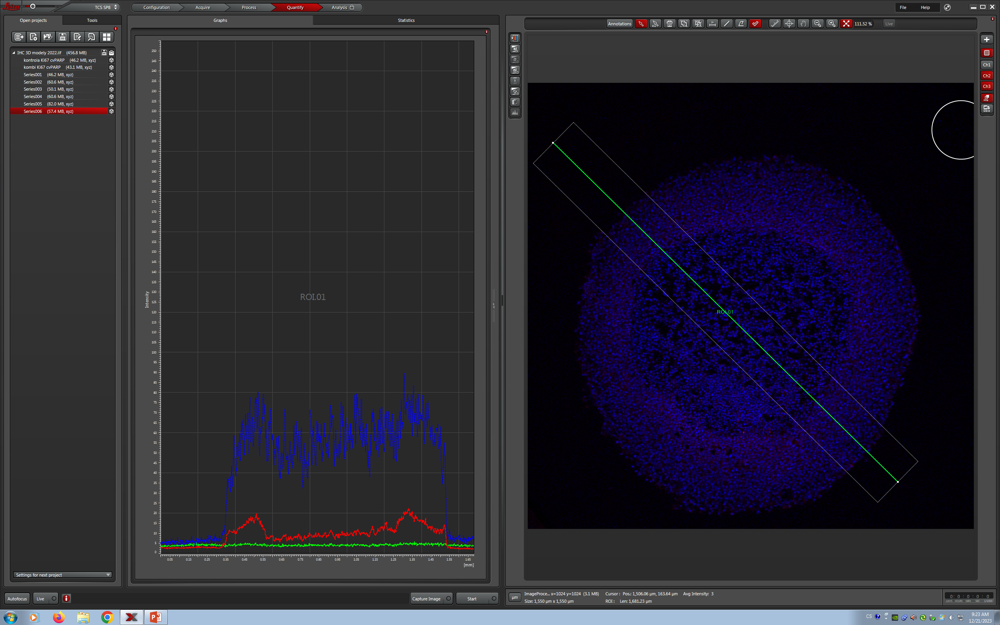 Leica
TCS SP8
Configuration
Acquire
Process
Quantify
Analysis
File
Help
Open projects
Tools
Graphs
Statistics
Annotations
ALL
111.52 %
Live
IHC 3D modely 2022.lif (456.8 MB)
kontrola Ki67 cvPARP (46.2 MB, xyz)
kombi Ki67 cvPARP (43.1 MB, xyz)
Series001 (46.2 MB, xyz)
Series002 (60.6 MB, xyz)
Series003 (50.1 MB, xyz)
Series004 (60.6 MB, xyz)
Series005 (82.0 MB, xyz)
Series006 (57.4 MB, xyz)
Settings for next project
250
245
240
235
230
225
220
215
210
205
200
195
190
185
180
175
170
165
160
155
150
145
140
135
130
125
120
115
110
105
100
95
90
85
80
75
70
65
60
55
50
45
40
35
30
25
20
15
10
5
0
Intensity
ROI.01
0.05 0.15 0.25 0.35 0.45 0.55 0.65 0.75 0.85 0.95 1.05 1.15 1.25 1.35 1.45 1.55 1.65
[mm]
ROI.01
Ch1
Ch2
Ch3
MAX
Autofocus
Live
Capture Image
Start
µm
ImageProce... x=1024 y=1024 (3.1 MB) Cursor : Pos.: 1,506.06 µm, 163.64 µm Avg Intensity: 3
Size: 1,550 µm x 1,550 µm ROI : Len: 1,681.23 µm
0: 0: 0: 0: 0
DAYS HOURS MIN SEC 1/1000
CS
9:23 AM
12/21/2023